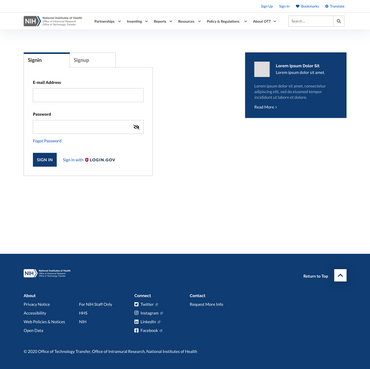 Sign Up Sign In Bookmarks Translate
NIH National Institutes of Health
Office of Intramural Research
Office of Technology Transfer
Partnerships Inventing Reports Resources Policy & Regulations About OTT Search...
Signin Signup
E-mail Address
Password
Forgot Password
SIGN IN Sign in with LOGIN.GOV
Lorem Ipsum Dolor Sit
Lorem ipsum dolor sit amet.
Lorem ipsum dolor sit amet, consectetur
adipiscing elit, sed do eiusmod tempor
incididunt ut labore et dolore.
Read More >
NIH National Institutes of Health
Office of Intramural Research
Office of Technology Transfer
Return to Top
About Connect Contact
Privacy Notice For NIH Staff Only Twitter Request More Info
Accessibility HHS Instagram
Web Policies & Notices NIH LinkedIn
Open Data Facebook
© 2020 Office of Technology Transfer, Office of Intramural Research, National Institutes of Health